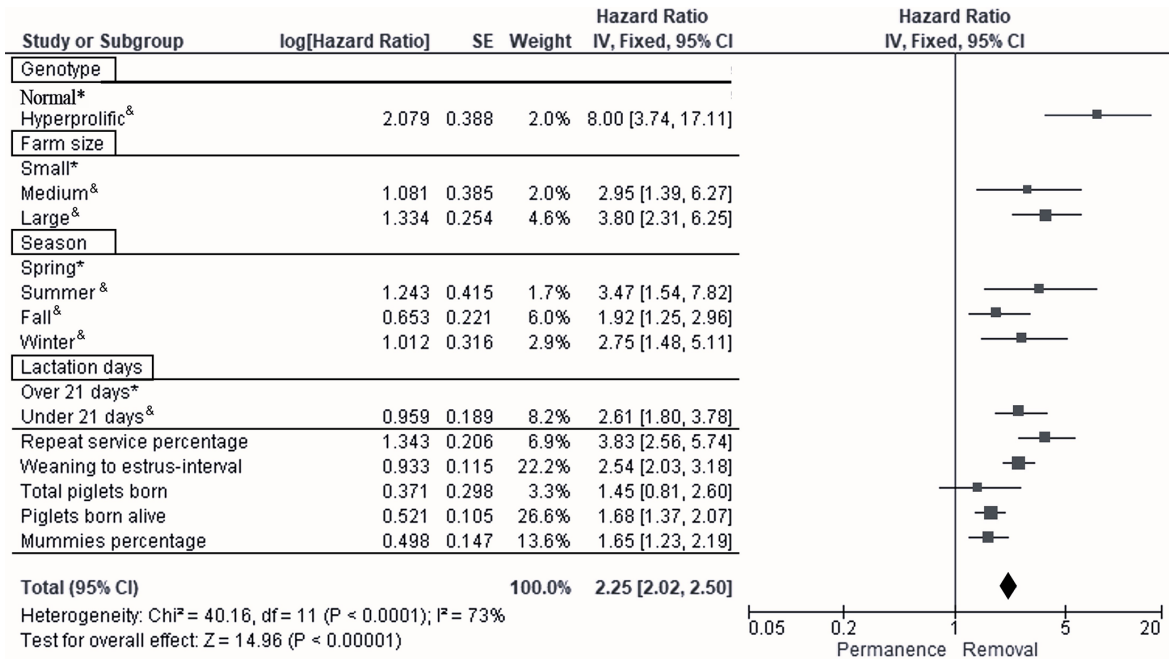 Hazard Ratio Hazard Ratio
Study or Subgroup log[Hazard Ratio] SE Weight IV, Fixed, 95% CI IV, Fixed, 95% CI
Genotype
Normal*
Hyperprolific& 2.079 0.388 2.0% 8.00 [3.74, 17.11]
Farm size
Small*
Medium& 1.081 0.385 2.0% 2.95 [1.39, 6.27]
Large& 1.334 0.254 4.6% 3.80 [2.31, 6.25]
Season
Spring*
Summer& 1.243 0.415 1.7% 3.47 [1.54, 7.82]
Fall& 0.653 0.221 6.0% 1.92 [1.25, 2.96]
Winter& 1.012 0.316 2.9% 2.75 [1.48, 5.11]
Lactation days
Over 21 days*
Under 21 days& 0.959 0.189 8.2% 2.61 [1.80, 3.78]
Repeat service percentage 1.343 0.206 6.9% 3.83 [2.56, 5.74]
Weaning to estrus-interval 0.933 0.115 22.2% 2.54 [2.03, 3.18]
Total piglets born 0.371 0.298 3.3% 1.45 [0.81, 2.60]
Piglets born alive 0.521 0.105 26.6% 1.68 [1.37, 2.07]
Mummies percentage 0.498 0.147 13.6% 1.65 [1.23, 2.19]
Total (95% CI) 100.0% 2.25 [2.02, 2.50]
Heterogeneity: Chi² = 40.16, df = 11 (P < 0.0001); I² = 73%
Test for overall effect: Z = 14.96 (P < 0.00001)
0.05 0.2 1 5 20
Permanence Removal